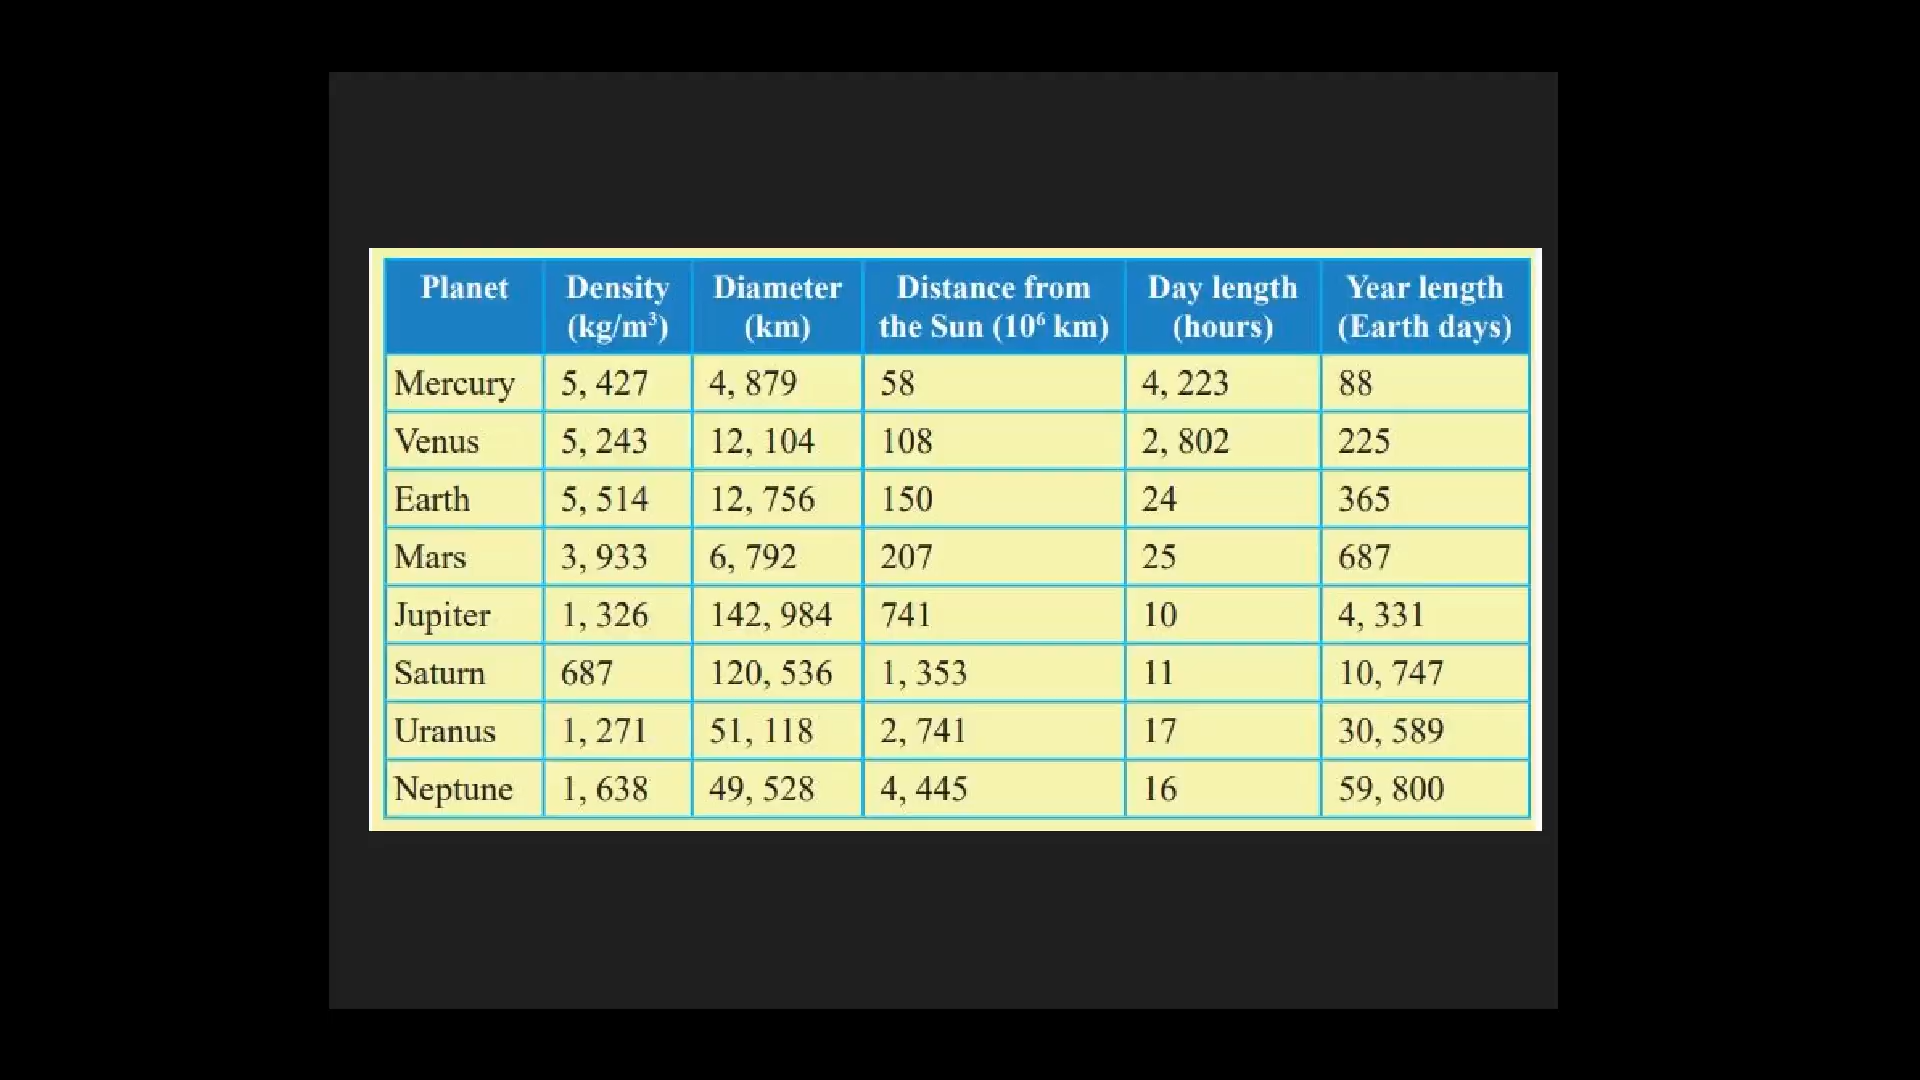 Planet Density (kg/m³) Diameter (km) Distance from the Sun (10⁶ km) Day length (hours) Year length (Earth days)
Mercury 5, 427 4, 879 58 4, 223 88
Venus 5, 243 12, 104 108 2, 802 225
Earth 5, 514 12, 756 150 24 365
Mars 3, 933 6, 792 207 25 687
Jupiter 1, 326 142, 984 741 10 4, 331
Saturn 687 120, 536 1, 353 11 10, 747
Uranus 1, 271 51, 118 2, 741 17 30, 589
Neptune 1, 638 49, 528 4, 445 16 59, 800